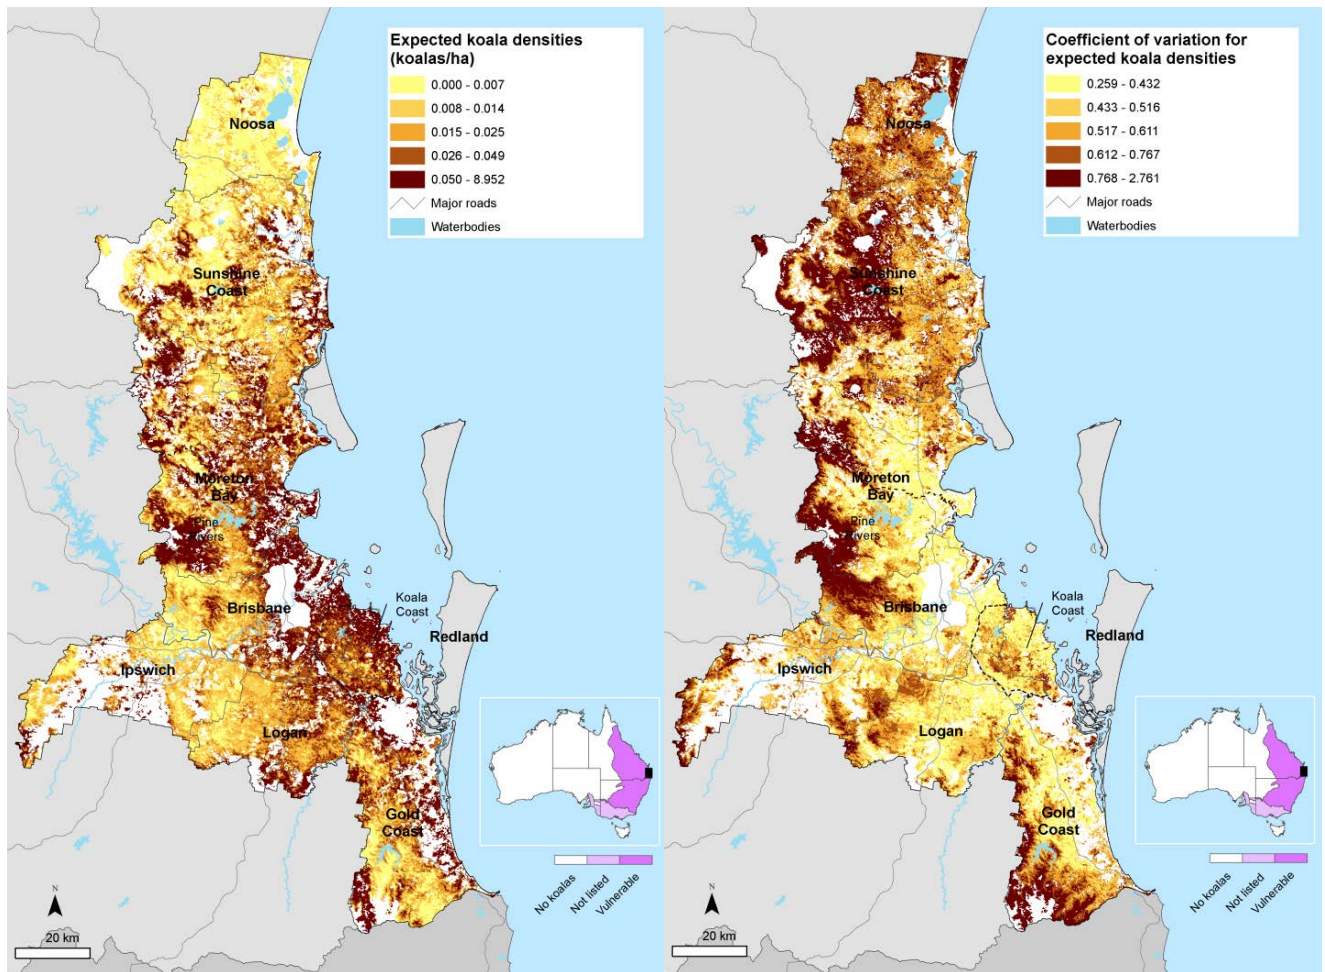 Expected koala densities
(koalas/ha)
0.000 - 0.007
0.008 - 0.014
0.015 - 0.025
0.026 - 0.049
0.050 - 8.952
Major roads
Waterbodies
Noosa
Sunshine
Coast
Moreton
Bay
Pine
Rivers
Brisbane
Koala
Coast
Redland
Ipswich
Logan
Gold
Coast
No koalas
Not listed
Vulnerable
N
20 km
Coefficient of variation for
expected koala densities
0.259 - 0.432
0.433 - 0.516
0.517 - 0.611
0.612 - 0.767
0.768 - 2.761
Major roads
Waterbodies
Noosa
Sunshine
Coast
Moreton
Bay
Pine
Rivers
Brisbane
Koala
Coast
Redland
Ipswich
Logan
Gold
Coast
No koalas
Not listed
Vulnerable
N
20 km